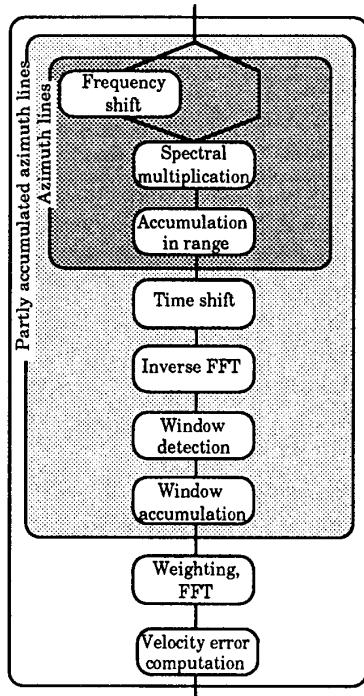 Partly accumulated azimuth lines
Azimuth lines
Frequency
shift
Spectral
multiplication
Accumulation
in range
Time shift
Inverse FFT
Window
detection
Window
accumulation
Weighting,
FFT
Velocity error
computation